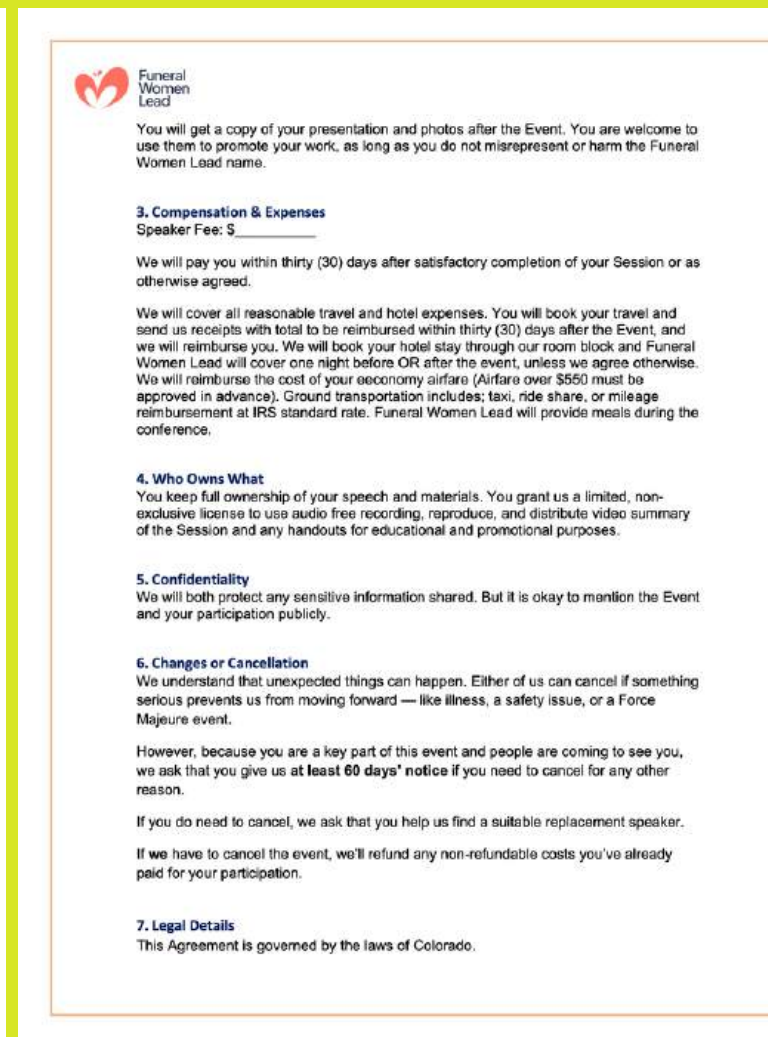 Funeral
Women
Lead
You will get a copy of your presentation and photos after the Event. You are welcome to
use them to promote your work, as long as you do not misrepresent or harm the Funeral
Women Lead name.
3. Compensation & Expenses
Speaker Fee: $__________
We will pay you within thirty (30) days after satisfactory completion of your Session or as
otherwise agreed.
We will cover all reasonable travel and hotel expenses. You will book your travel and
send us receipts with total to be reimbursed within thirty (30) days after the Event, and
we will reimburse you. We will book your hotel stay through our room block and Funeral
Women Lead will cover one night before OR after the event, unless we agree otherwise.
We will reimburse the cost of your eeconomy airfare (Airfare over $550 must be
approved in advance). Ground transportation includes; taxi, ride share, or mileage
reimbursement at IRS standard rate. Funeral Women Lead will provide meals during the
conference.
4. Who Owns What
You keep full ownership of your speech and materials. You grant us a limited, non-
exclusive license to use audio free recording, reproduce, and distribute video summary
of the Session and any handouts for educational and promotional purposes.
5. Confidentiality
We will both protect any sensitive information shared. But it is okay to mention the Event
and your participation publicly.
6. Changes or Cancellation
We understand that unexpected things can happen. Either of us can cancel if something
serious prevents us from moving forward — like illness, a safety issue, or a Force
Majeure event.
However, because you are a key part of this event and people are coming to see you,
we ask that you give us at least 60 days' notice if you need to cancel for any other
reason.
If you do need to cancel, we ask that you help us find a suitable replacement speaker.
If we have to cancel the event, we'll refund any non-refundable costs you've already
paid for your participation.
7. Legal Details
This Agreement is governed by the laws of Colorado.